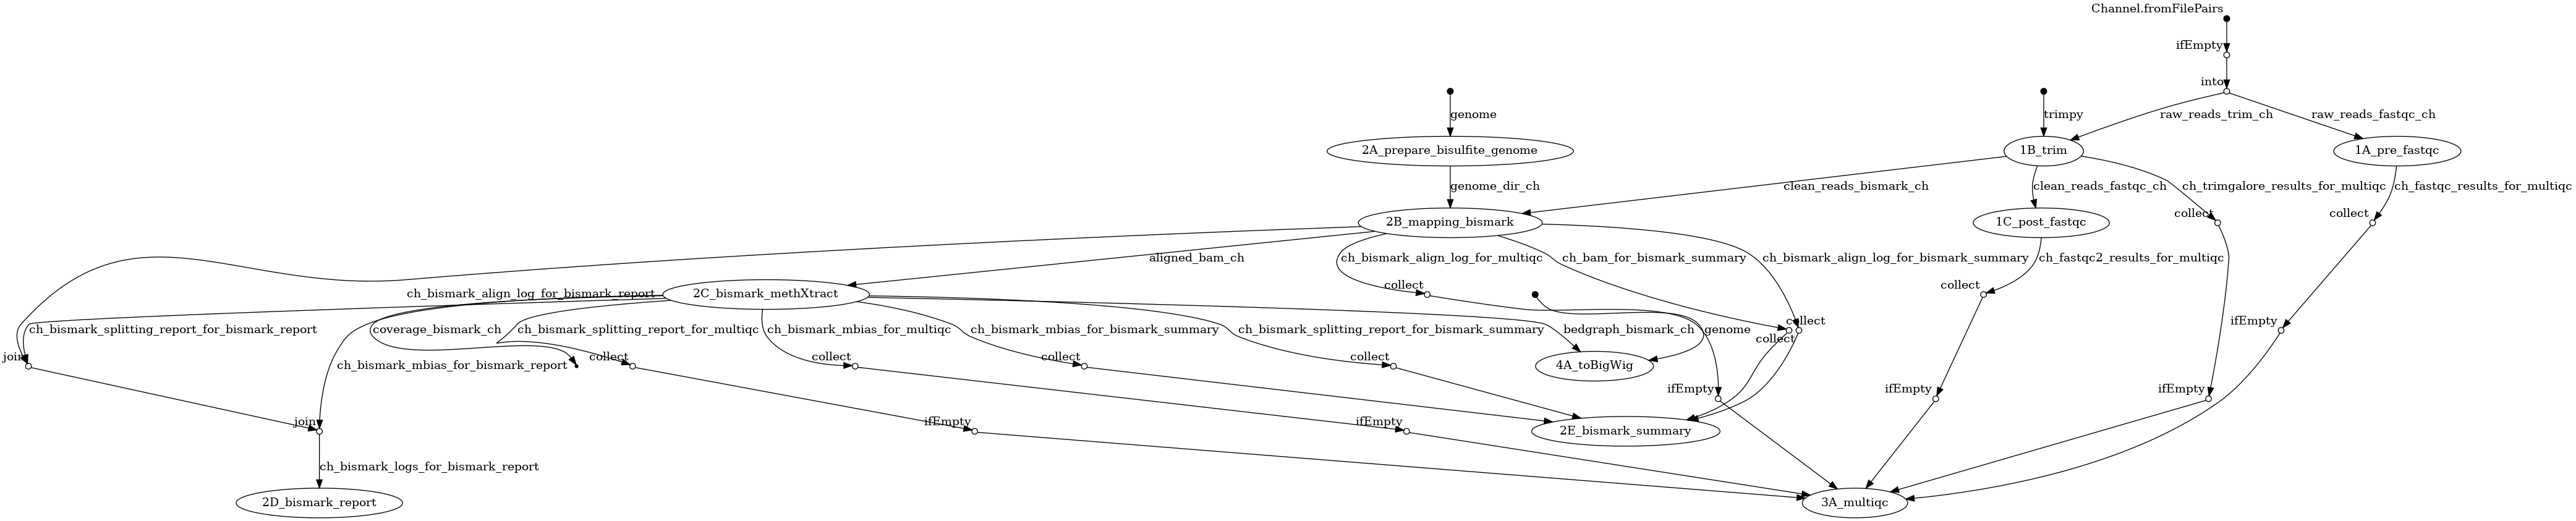 Channel.fromFilePairs
ifEmpty
into
genome
trimpy
raw_reads_trim_ch
raw_reads_fastqc_ch
2A_prepare_bisulfite_genome
1B_trim
1A_pre_fastqc
genome_dir_ch
clean_reads_bismark_ch
clean_reads_fastqc_ch
ch_trimgalore_results_for_multiqc
ch_fastqc_results_for_multiqc
2B_mapping_bismark
1C_post_fastqc
collect
collect
aligned_bam_ch
ch_bismark_align_log_for_multiqc
ch_bam_for_bismark_summary
ch_bismark_align_log_for_bismark_summary
ch_fastqc2_results_for_multiqc
ch_bismark_align_log_for_bismark_report
2C_bismark_methXtract
collect
collect
ch_bismark_splitting_report_for_bismark_report
coverage_bismark_ch
ch_bismark_splitting_report_for_multiqc
ch_bismark_mbias_for_multiqc
ch_bismark_mbias_for_bismark_summary
ch_bismark_splitting_report_for_bismark_summary
bedgraph_bismark_ch
genome
collect
collect
ifEmpty
join
ch_bismark_mbias_for_bismark_report
collect
collect
collect
collect
4A_toBigWig
ifEmpty
ifEmpty
ifEmpty
join
ifEmpty
ifEmpty
2E_bismark_summary
ch_bismark_logs_for_bismark_report
2D_bismark_report
3A_multiqc